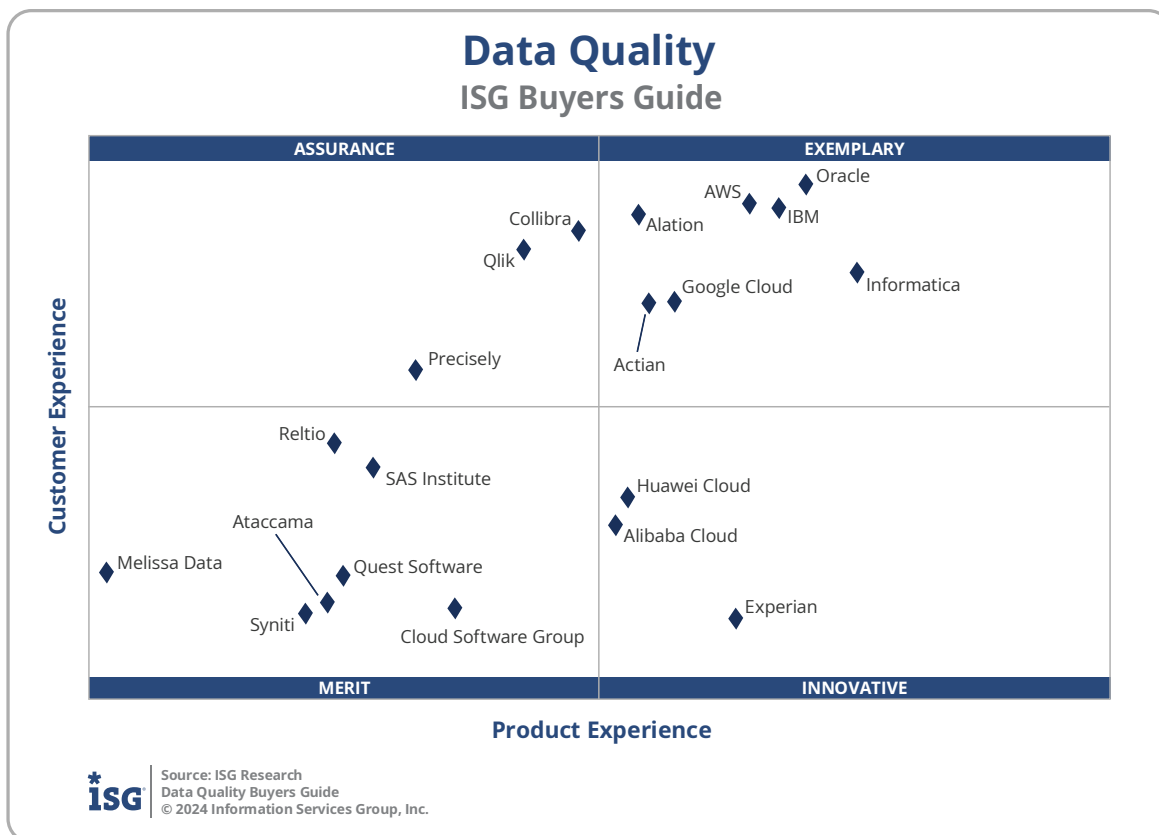 Data Quality
ISG Buyers Guide
ASSURANCE
EXEMPLARY
Oracle
AWS
IBM
Collibra
Alation
Qlik
Google Cloud
Informatica
Precisely
Actian
Customer Experience
Reltio
SAS Institute
Huawei Cloud
Ataccama
Alibaba Cloud
Melissa Data
Quest Software
Experian
Syniti
Cloud Software Group
MERIT
INNOVATIVE
Product Experience
iSG
Source: ISG Research
Data Quality Buyers Guide
© 2024 Information Services Group, Inc.